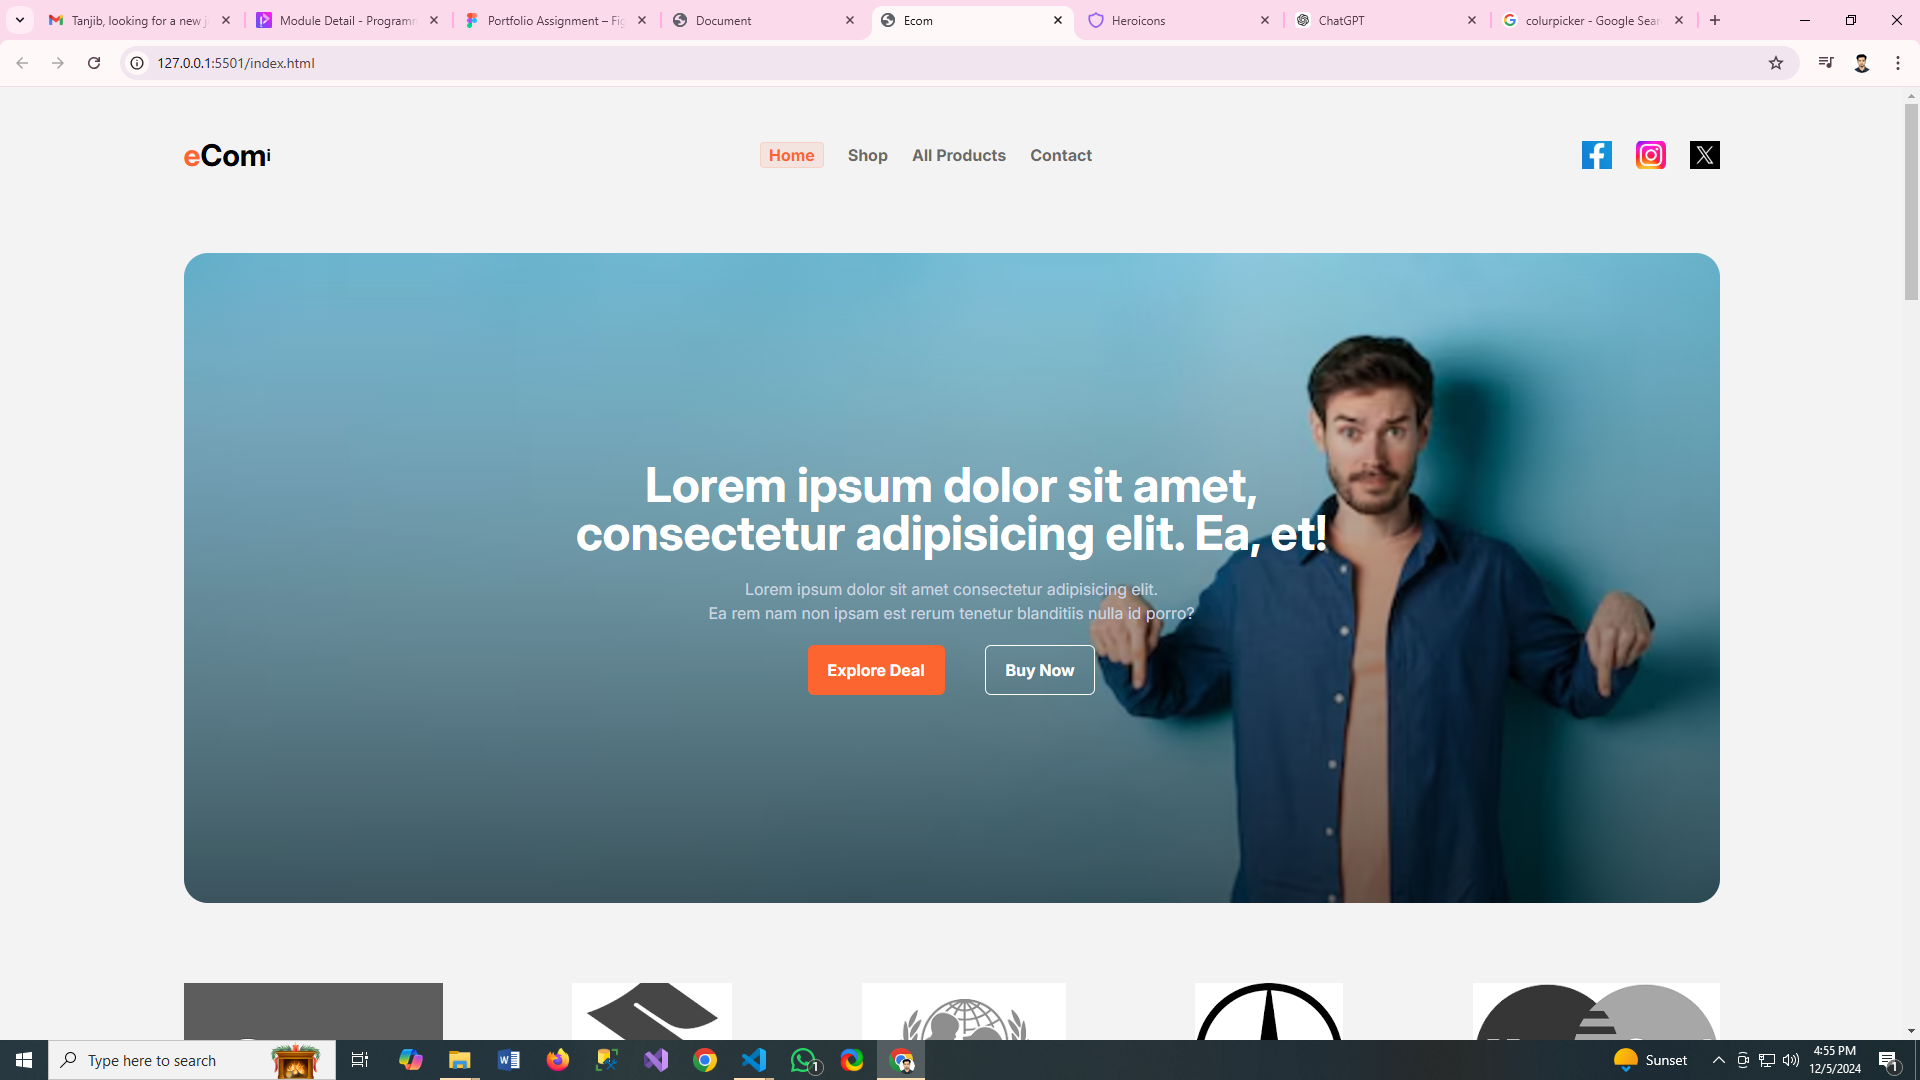 Tanjib, looking for a new j
Module Detail - Programm
Portfolio Assignment – Fig
Document
Ecom
Heroicons
ChatGPT
colurpicker - Google Sear
127.0.0.1:5501/index.html
eComi
Home
Shop
All Products
Contact
Lorem ipsum dolor sit amet,
consectetur adipisicing elit. Ea, et!
Lorem ipsum dolor sit amet consectetur adipisicing elit.
Ea rem nam non ipsam est rerum tenetur blanditiis nulla id porro?
Explore Deal
Buy Now
Type here to search
1
Sunset
4:55 PM
12/5/2024
1